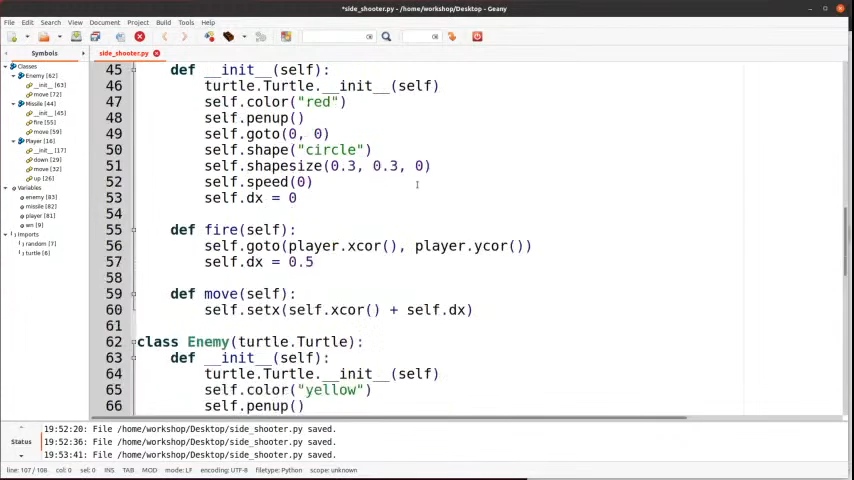 *side_shooter.py - /home/workshop/Desktop - Geany
File Edit Search View Document Project Build Tools Help
Symbols
side_shooter.py
Classes
Enemy [62]
__init__ [63]
move [72]
Missile [44]
__init__ [45]
fire [55]
move [59]
Player [16]
__init__ [17]
down [29]
move [32]
up [26]
Variables
enemy [83]
missile [82]
player [81]
wn [9]
Imports
random [7]
turtle [6]
45 def __init__(self):
46 turtle.Turtle.__init__(self)
47 self.color("red")
48 self.penup()
49 self.goto(0, 0)
50 self.shape("circle")
51 self.shapesize(0.3, 0.3, 0)
52 self.speed(0)
53 self.dx = 0
54
55 def fire(self):
56 self.goto(player.xcor(), player.ycor())
57 self.dx = 0.5
58
59 def move(self):
60 self.setx(self.xcor() + self.dx)
61
62 class Enemy(turtle.Turtle):
63 def __init__(self):
64 turtle.Turtle.__init__(self)
65 self.color("yellow")
66 self.penup()
Status
19:52:20: File /home/workshop/Desktop/side_shooter.py saved.
19:52:36: File /home/workshop/Desktop/side_shooter.py saved.
19:53:41: File /home/workshop/Desktop/side_shooter.py saved.
line: 107 / 108 col: 0 sel: 0 INS TAB MOD mode: LF encoding: UTF-8 filetype: Python scope: unknown